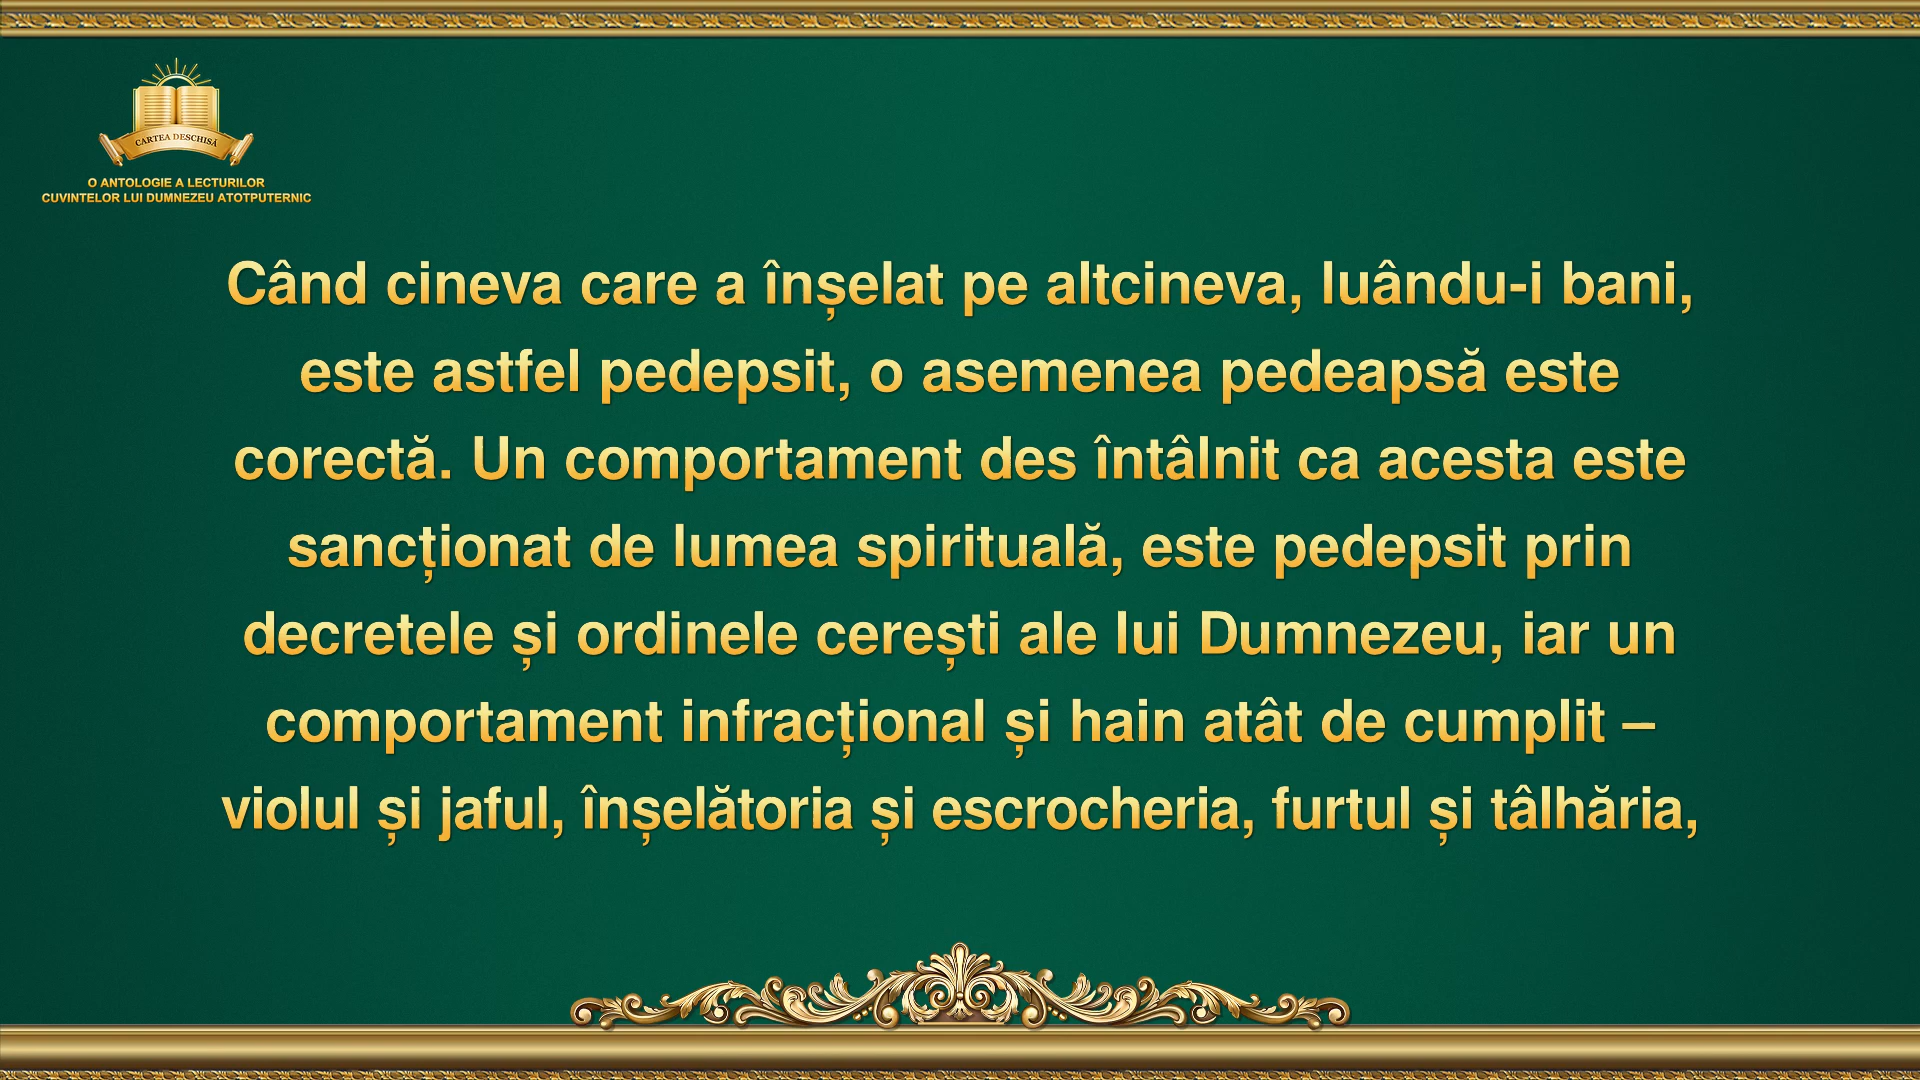 CARTEA DESCHISĂ
O ANTOLOGIE A LECTURILOR
CUVINTELOR LUI DUMNEZEU ATOTPUTERNIC
Când cineva care a înșelat pe altcineva, luându-i bani,
este astfel pedepsit, o asemenea pedeapsă este
corectă. Un comportament des întâlnit ca acesta este
sancționat de lumea spirituală, este pedepsit prin
decretele și ordinele cerești ale lui Dumnezeu, iar un
comportament infracțional și hain atât de cumplit –
violul și jaful, înșelătoria și escrocheria, furtul și tâlhăria,